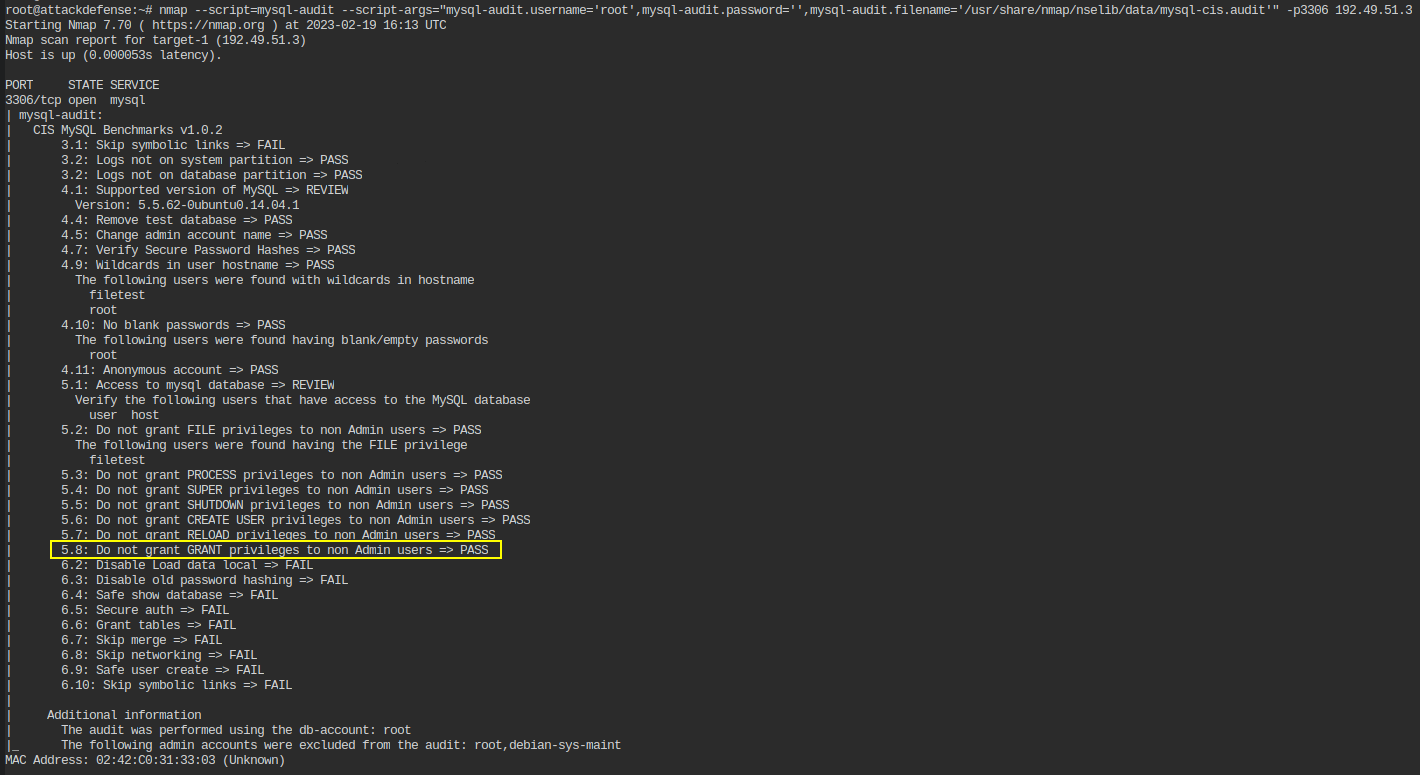 root@attackdefense:~# nmap --script=mysql-audit --script-args="mysql-audit.username='root',mysql-audit.password='',mysql-audit.filename='/usr/share/nmap/nselib/data/mysql-cis.audit'" -p3306 192.49.51.3
Starting Nmap 7.70 ( https://nmap.org ) at 2023-02-19 16:13 UTC
Nmap scan report for target-1 (192.49.51.3)
Host is up (0.000053s latency).

PORT     STATE SERVICE
3306/tcp open  mysql
| mysql-audit:
|   CIS MySQL Benchmarks v1.0.2
|       3.1: Skip symbolic links => FAIL
|       3.2: Logs not on system partition => PASS
|       3.2: Logs not on database partition => PASS
|       4.1: Supported version of MySQL => REVIEW
|         Version: 5.5.62-0ubuntu0.14.04.1
|       4.4: Remove test database => PASS
|       4.5: Change admin account name => PASS
|       4.7: Verify Secure Password Hashes => PASS
|       4.9: Wildcards in user hostname => PASS
|         The following users were found with wildcards in hostname
|           filetest
|           root
|       4.10: No blank passwords => PASS
|         The following users were found having blank/empty passwords
|           root
|       4.11: Anonymous account => PASS
|       5.1: Access to mysql database => REVIEW
|         Verify the following users that have access to the MySQL database
|           user  host
|       5.2: Do not grant FILE privileges to non Admin users => PASS
|         The following users were found having the FILE privilege
|           filetest
|       5.3: Do not grant PROCESS privileges to non Admin users => PASS
|       5.4: Do not grant SUPER privileges to non Admin users => PASS
|       5.5: Do not grant SHUTDOWN privileges to non Admin users => PASS
|       5.6: Do not grant CREATE USER privileges to non Admin users => PASS
|       5.7: Do not grant RELOAD privileges to non Admin users => PASS
|       5.8: Do not grant GRANT privileges to non Admin users => PASS
|       6.2: Disable Load data local => FAIL
|       6.3: Disable old password hashing => FAIL
|       6.4: Safe show database => FAIL
|       6.5: Secure auth => FAIL
|       6.6: Grant tables => FAIL
|       6.7: Skip merge => FAIL
|       6.8: Skip networking => FAIL
|       6.9: Safe user create => FAIL
|       6.10: Skip symbolic links => FAIL
|
|     Additional information
|       The audit was performed using the db-account: root
|_      The following admin accounts were excluded from the audit: root,debian-sys-maint
MAC Address: 02:42:C0:31:33:03 (Unknown)